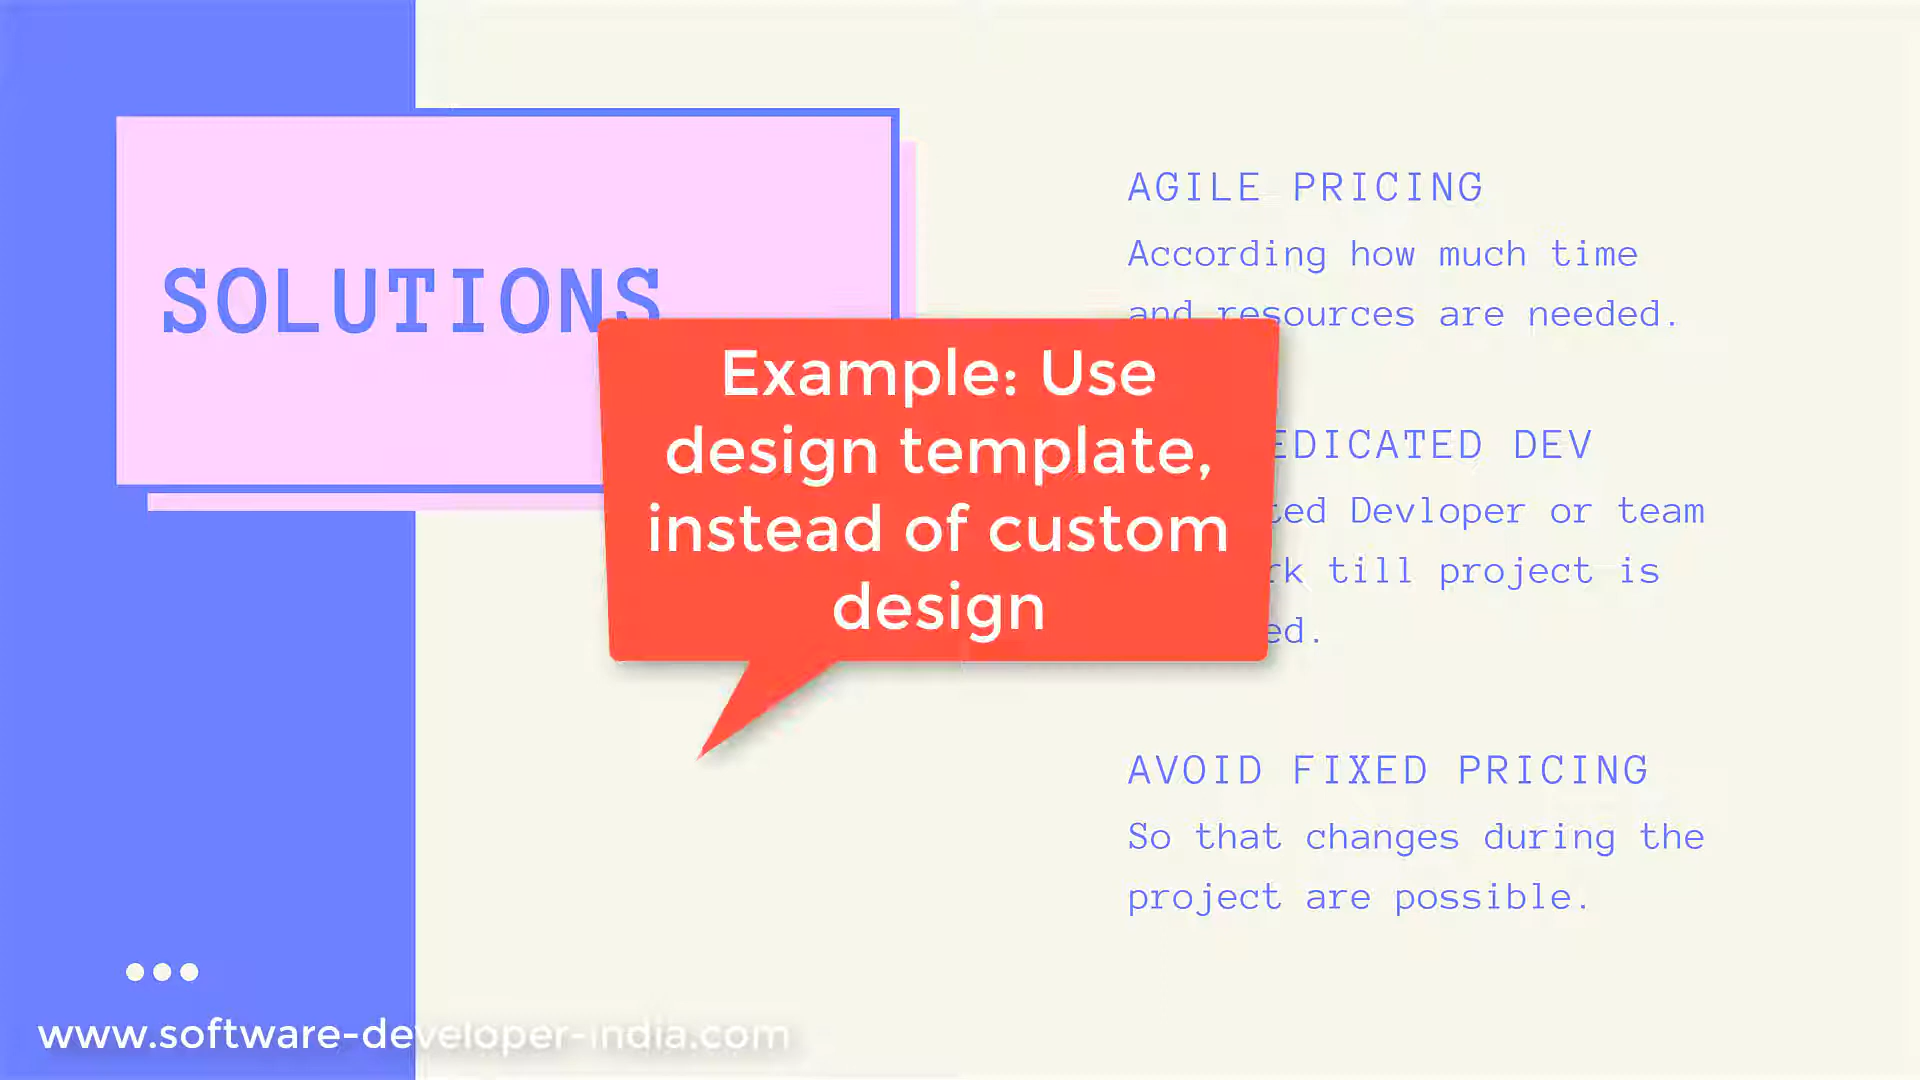 SOLUTIONS
AGILE PRICING
According how much time
and resources are needed.
Example: Use
design template,
instead of custom
design
DEV
Devloper or team
till project is
AVOID FIXED PRICING
So that changes during the
project are possible.
www.software-developer-india.com